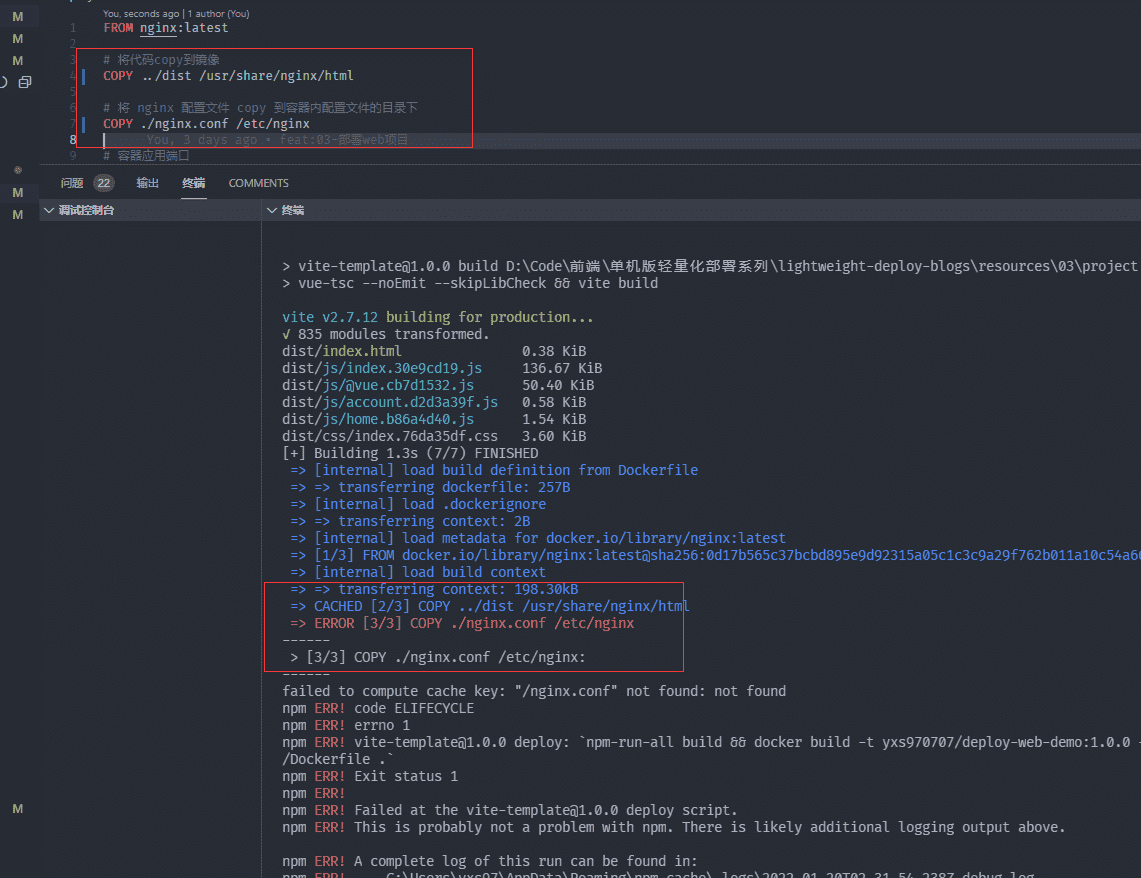 You, seconds ago | 1 author (You)
1 FROM nginx:latest
2
3 # 将代码copy到镜像
4 COPY ../dist /usr/share/nginx/html
5
6 # 将 nginx 配置文件 copy 到容器内配置文件的目录下
7 COPY ./nginx.conf /etc/nginx
8 You, 3 days ago • feat:03-部署web项目
9 # 容器应用端口
M
M
M
M
M
M
问题 22 输出 终端 COMMENTS
调试控制台
终端
> vite-template@1.0.0 build D:\Code\前端\单机版轻量化部署系列\lightweight-deploy-blogs\resources\03\project
> vue-tsc --noEmit --skipLibCheck && vite build
vite v2.7.12 building for production...
√ 835 modules transformed.
dist/index.html 0.38 KiB
dist/js/index.30e9cd19.js 136.67 KiB
dist/js/@vue.cb7d1532.js 50.40 KiB
dist/js/account.d2d3a39f.js 0.58 KiB
dist/js/home.b86a4d40.js 1.54 KiB
dist/css/index.76da35df.css 3.60 KiB
[+] Building 1.3s (7/7) FINISHED
=> [internal] load build definition from Dockerfile
=> => transferring dockerfile: 257B
=> [internal] load .dockerignore
=> => transferring context: 2B
=> [internal] load metadata for docker.io/library/nginx:latest
=> [1/3] FROM docker.io/library/nginx:latest@sha256:0d17b565c37bcbd895e9d92315a05c1c3c9a29f762b011a10c54a66
=> [internal] load build context
=> => transferring context: 198.30kB
=> CACHED [2/3] COPY ../dist /usr/share/nginx/html
=> ERROR [3/3] COPY ./nginx.conf /etc/nginx
------
> [3/3] COPY ./nginx.conf /etc/nginx:
------
failed to compute cache key: "/nginx.conf" not found: not found
npm ERR! code ELIFECYCLE
npm ERR! errno 1
npm ERR! vite-template@1.0.0 deploy: `npm-run-all build && docker build -t yxs970707/deploy-web-demo:1.0.0 -
/Dockerfile .`
npm ERR! Exit status 1
npm ERR!
npm ERR! Failed at the vite-template@1.0.0 deploy script.
npm ERR! This is probably not a problem with npm. There is likely additional logging output above.
npm ERR! A complete log of this run can be found in:
npm ERR! C:\Users\yxs97\AppData\Roaming\npm-cache\_logs\2022-01-20T02_31_54_238Z-debug.log